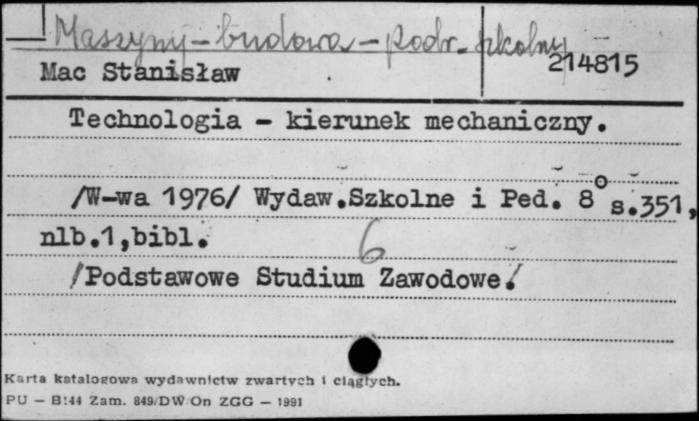 Maszyny - budowa - podr. szkolny
Mac Stanisław
214815
Technologia - kierunek mechaniczny.
/W-wa 1976/ Wydaw.Szkolne i Ped. 8° s.351,
nlb.1,bibl.
6
/Podstawowe Studium Zawodowe/
Karta katalogowa wydawnictw zwartych i ciągłych.
PU — B144 Zam. 849/DW/On ZGG — 1991